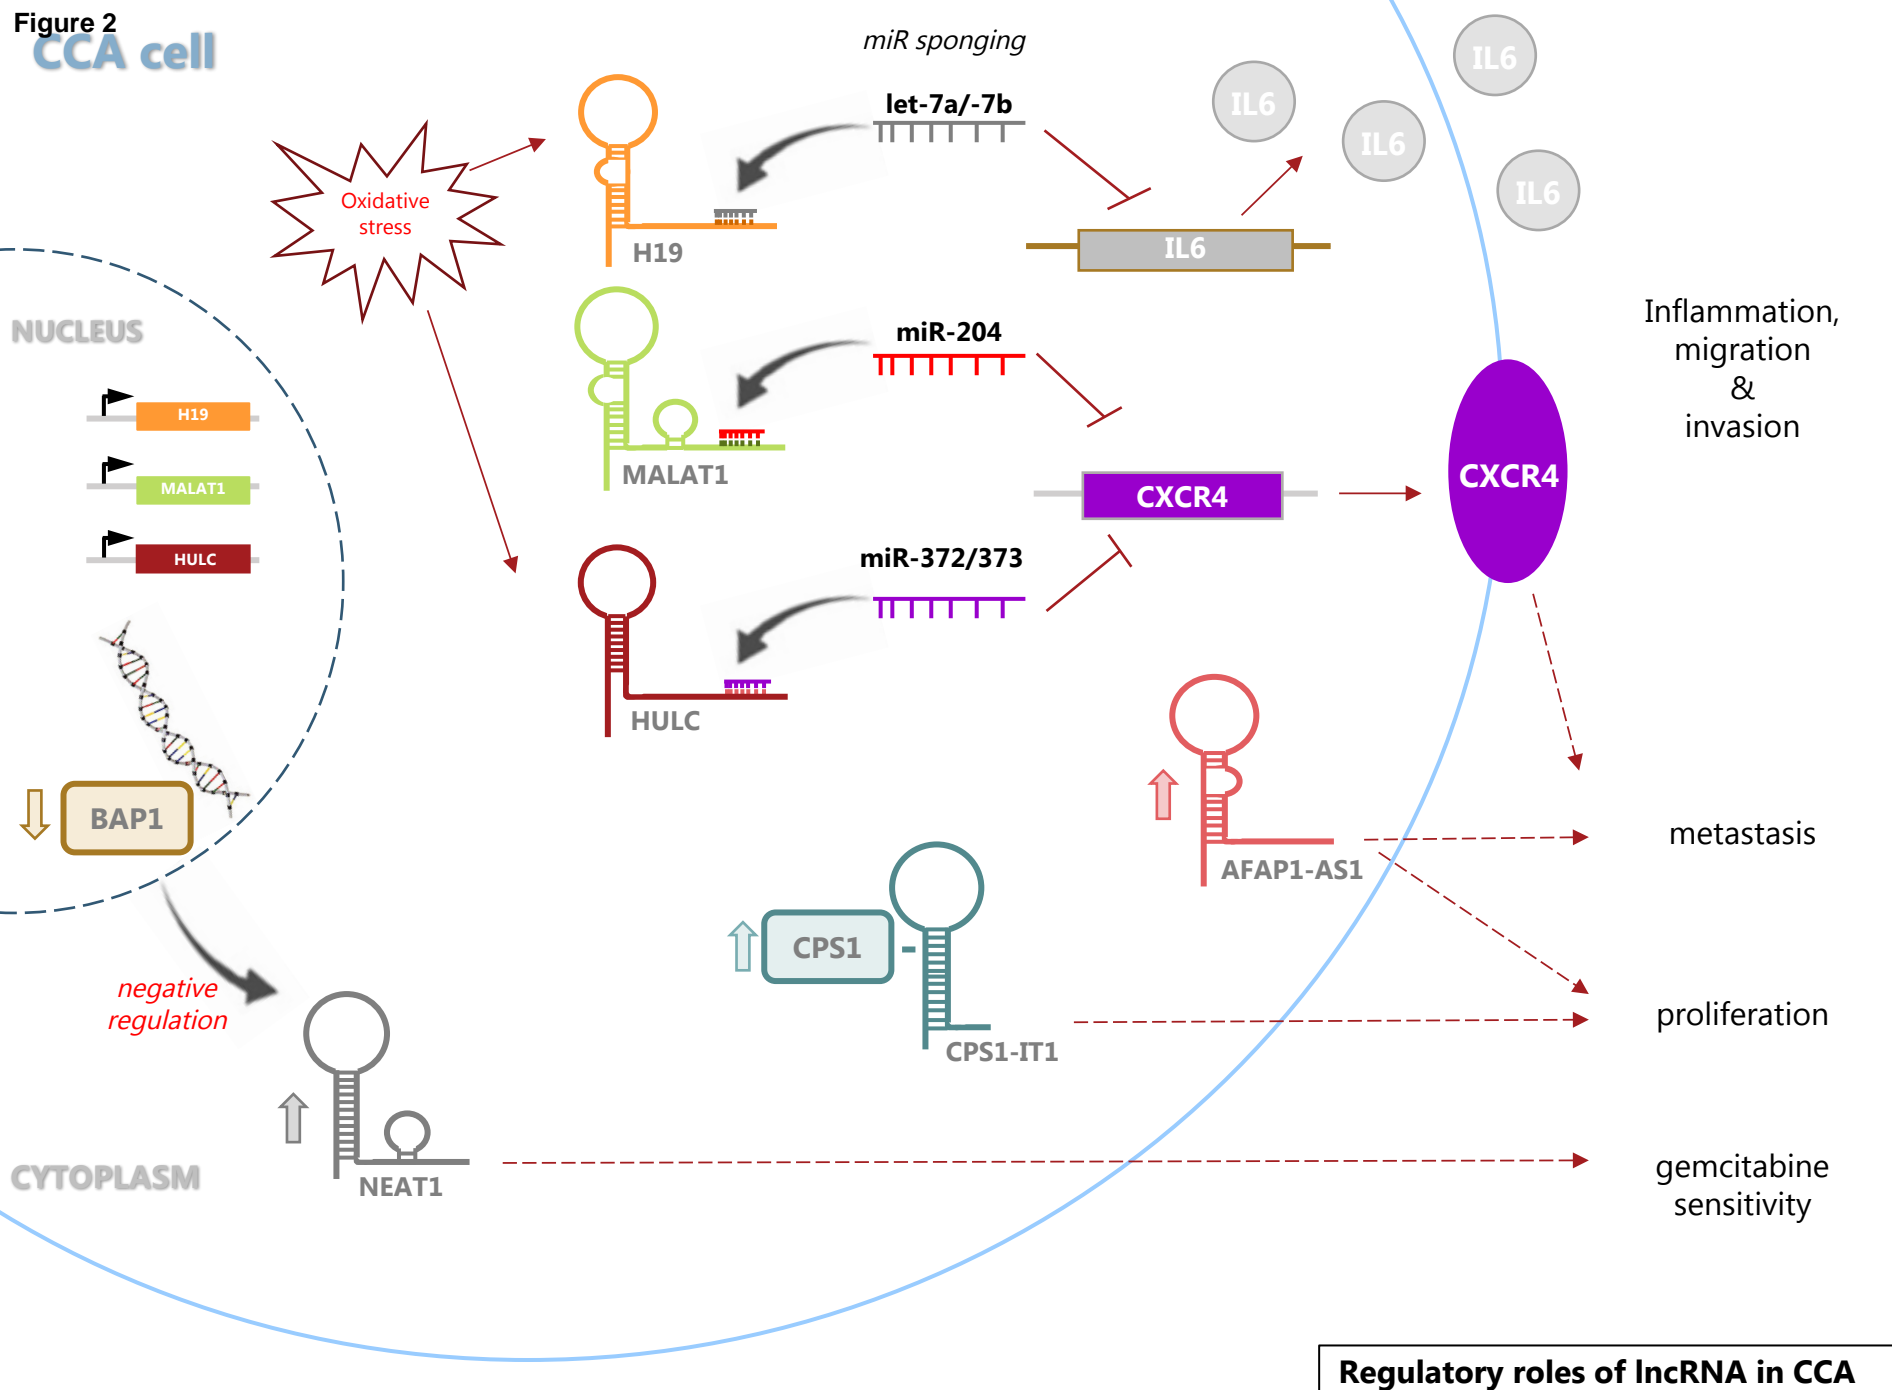 Figure 2
CCA cell
miR sponging
IL6
IL6
IL6
IL6
let-7a/-7b
Oxidative
stress
H19
IL6
NUCLEUS
miR-204
Inflammation,
migration
&
invasion
H19
MALAT1
HULC
MALAT1
CXCR4
CXCR4
miR-372/373
HULC
BAP1
AFAP1-AS1
metastasis
CPS1
CPS1-IT1
proliferation
negative
regulation
NEAT1
CYTOPLASM
gemcitabine
sensitivity
Regulatory roles of lncRNA in CCA